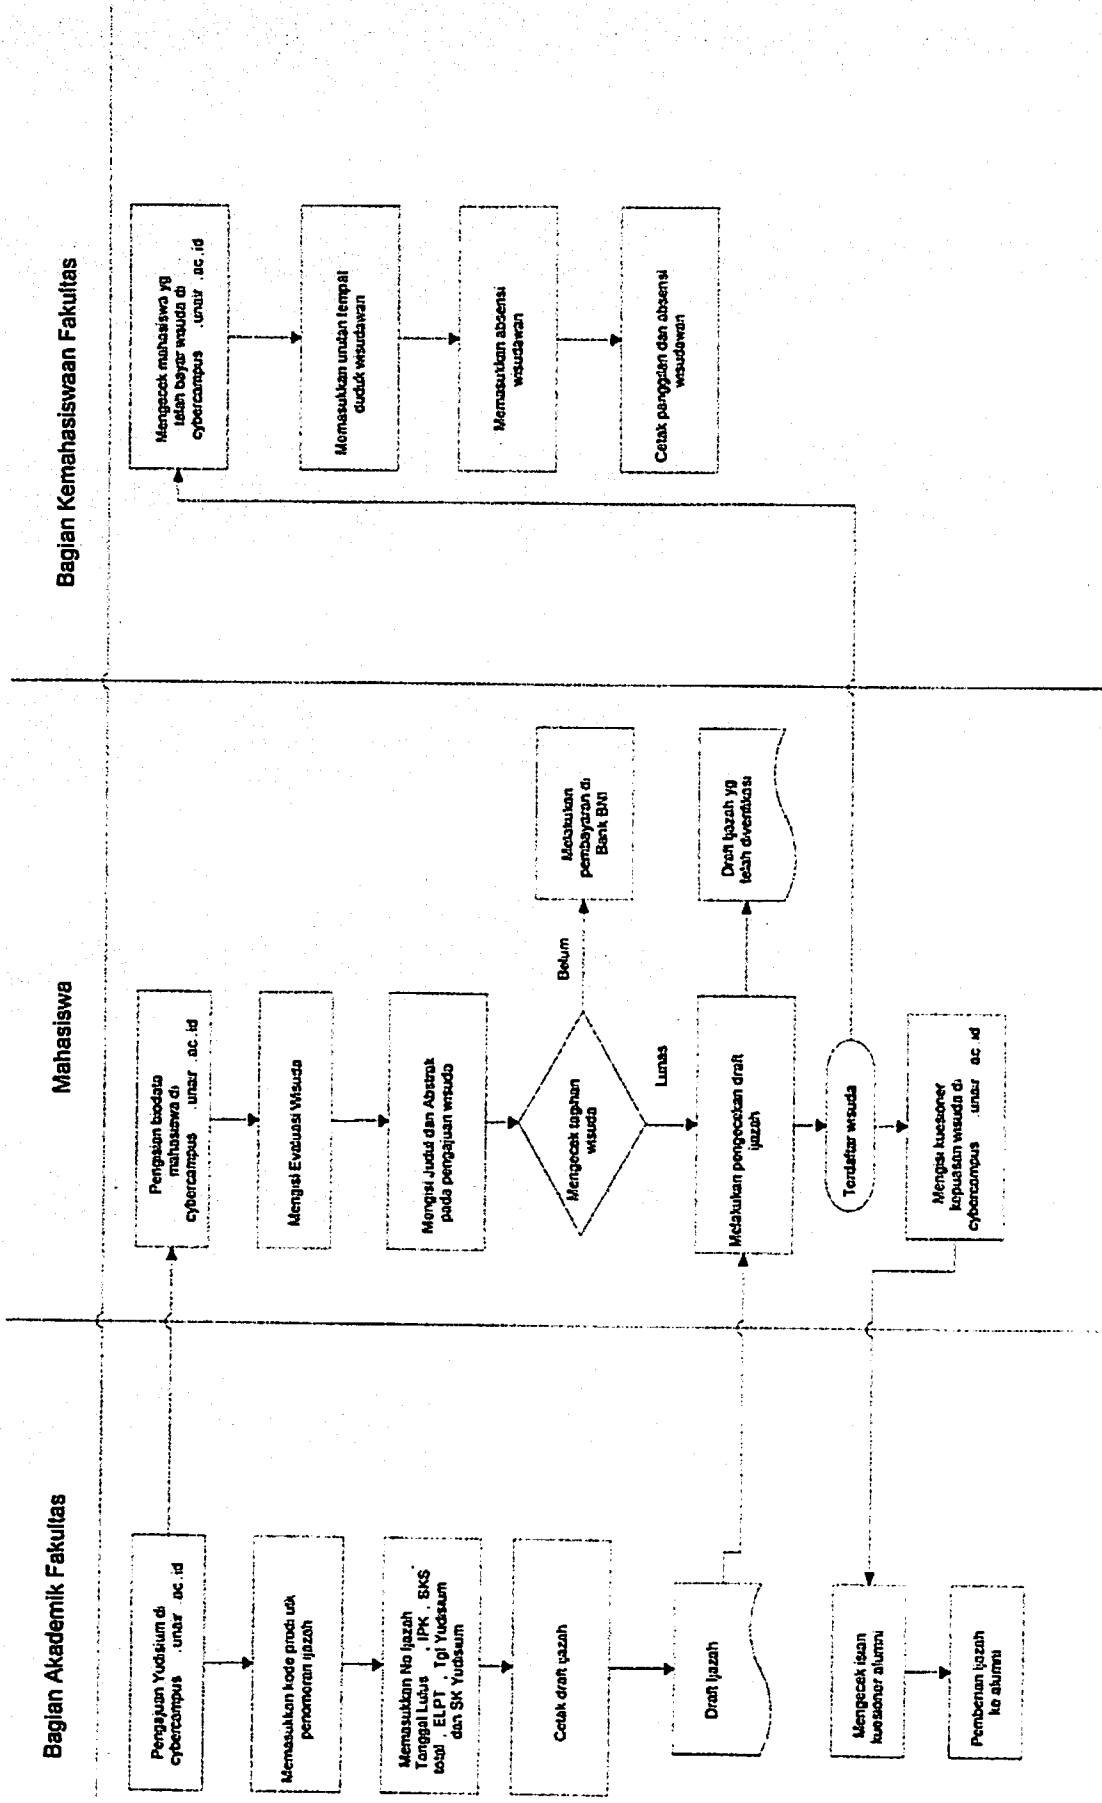 Bagian Akademik Fakultas
Pengajuan Yudisium di
cybercampus .unair .ac.id
Memasukkan kode prodi utk
penomoran ijazah
Memasukkan No Ijazah
Tanggal Lulus , IPK , SKS
total , ELPT , Tgl Yudisium
dan SK Yudisium
Cetak draft ijazah
Draft Ijazah
Mengecek isian
kuesioner alumni
Pemberian ijazah
ke alumni
Mahasiswa
Pengisian biodata
mahasiswa di
cybercampus .unair .ac.id
Mengisi Evaluasi Wisuda
Mengisi Judul dan Abstrak
pada pengajuan wisuda
Mengecek tagihan
wisuda
Belum
Melakukan
pembayaran di
Bank BNI
Lunas
Melakukan pengecekan draft
ijazah
Draft Ijazah yg
telah diverifikasi
Terdaftar wisuda
Mengisi kuesioner
kepuasan wisuda di
cybercampus .unair ac.id
Bagian Kemahasiswaan Fakultas
Mengecek mahasiswa yg
telah bayar wisuda di
cybercampus .unair .ac.id
Memasukkan urutan tempat
duduk wisudawan
Memasukkan absensi
wisudawan
Cetak panggilan dan absensi
wisudawan